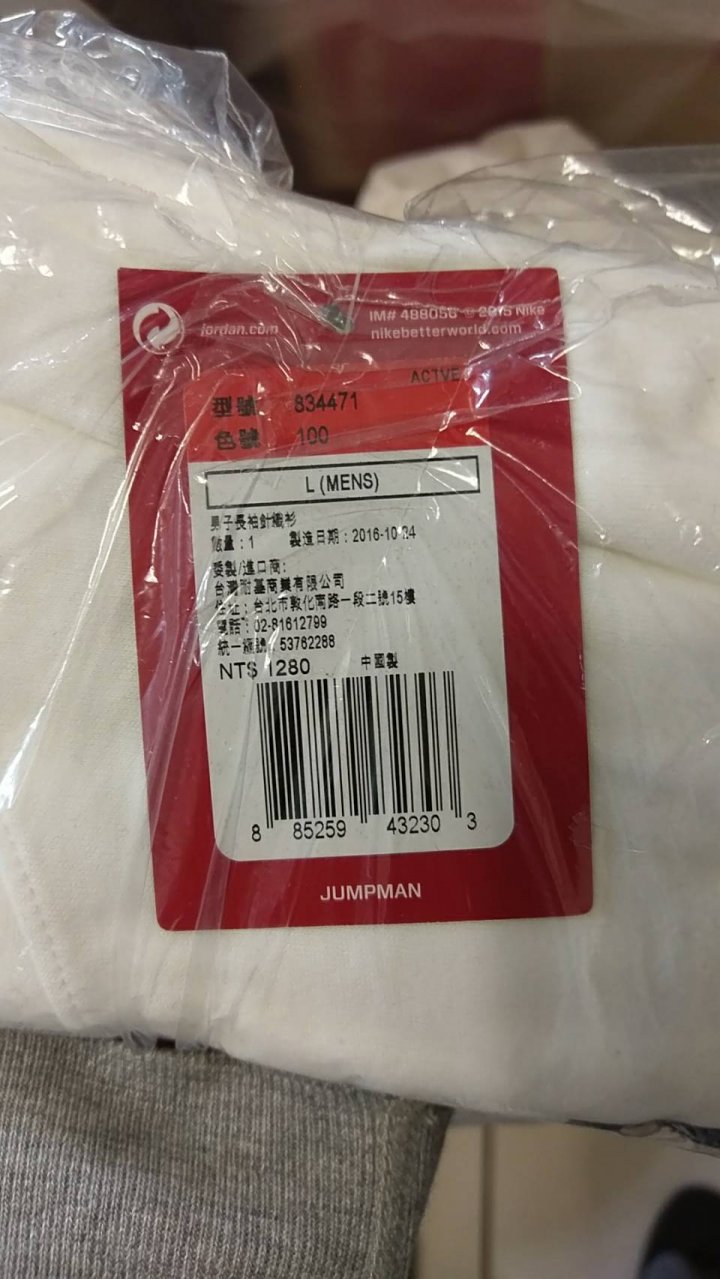 jordan.com
IM# 488056 © 2015 Nike
nikebetterworld.com
ACTVE
型號 834471
色號 100
L (MENS)
男子長袖針織衫
數量：1 製造日期：2016-10-24
委製/進口商:
台灣耐基商業有限公司
住址：台北市敦化南路一段二號15樓
電話：02-81612799
統一編號：53762288
NT$ 1280 中國製
8 85259 43230 3
JUMPMAN